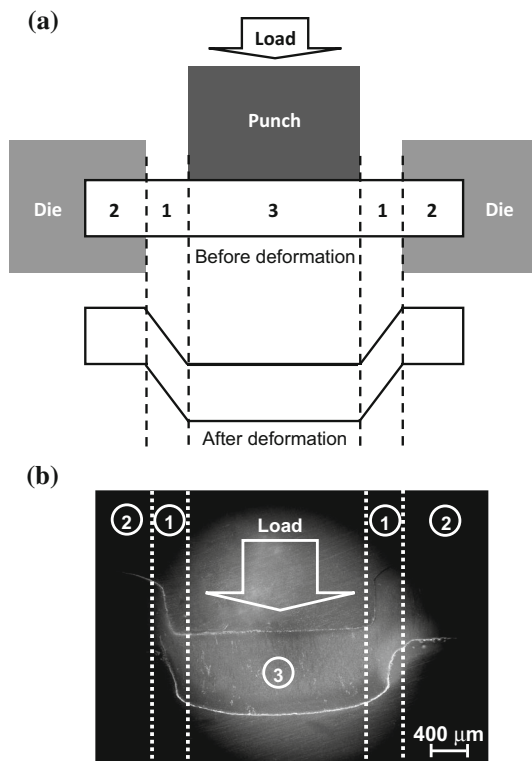 (a)
Load
Punch
Die 2 1 3 1 2 Die
Before deformation
After deformation
(b)
2 1 Load 1 2
3
400 µm